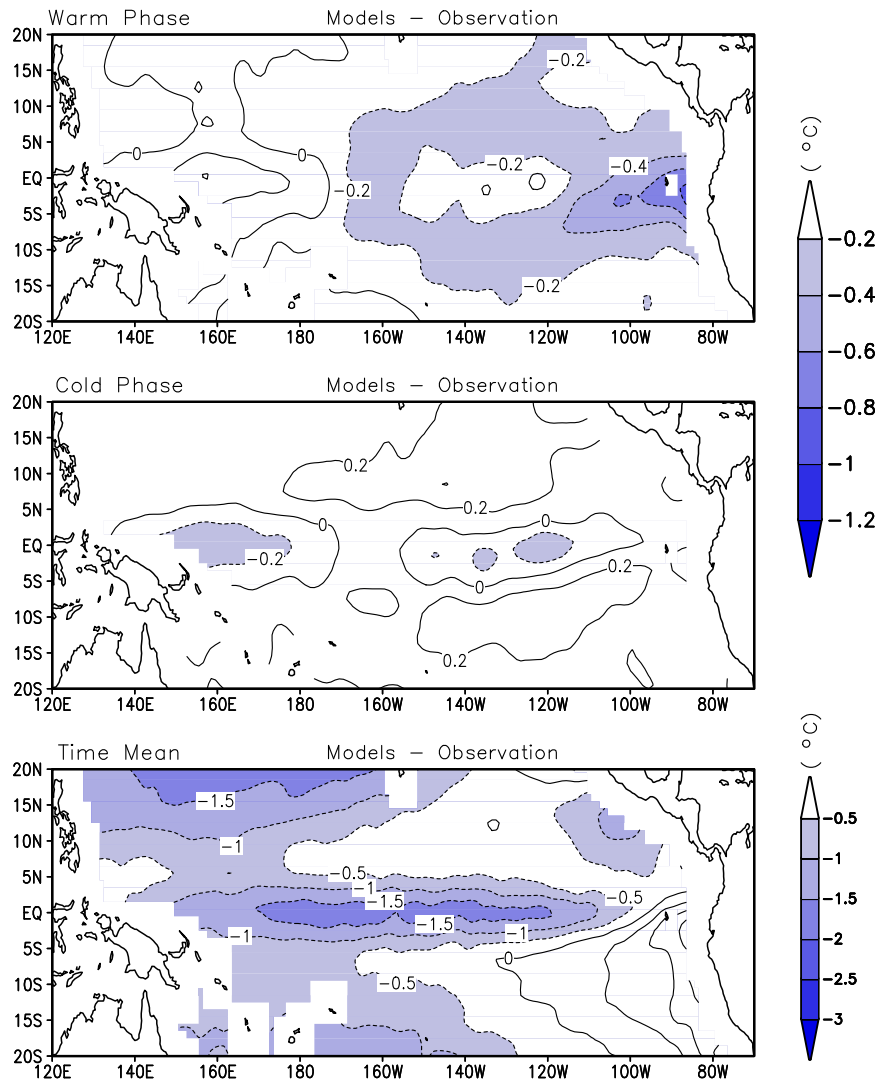 Warm Phase Models − Observation
20N
15N
10N
5N
EQ
5S
10S
15S
20S
−0.2
0
0
−0.2
−0.2
−0.4
−0.2
120E 140E 160E 180 160W 140W 120W 100W 80W
(°C)
−0.2
−0.4
−0.6
−0.8
−1
−1.2
Cold Phase Models − Observation
20N
15N
10N
5N
EQ
5S
10S
15S
20S
0.2
0.2
0
0
−0.2
0.2
0
0.2
120E 140E 160E 180 160W 140W 120W 100W 80W
Time Mean Models − Observation
20N
15N
10N
5N
EQ
5S
10S
15S
20S
−1.5
−1
−0.5
−1
−1.5
−0.5
−1.5
−1
−1
0
−0.5
120E 140E 160E 180 160W 140W 120W 100W 80W
(°C)
−0.5
−1
−1.5
−2
−2.5
−3